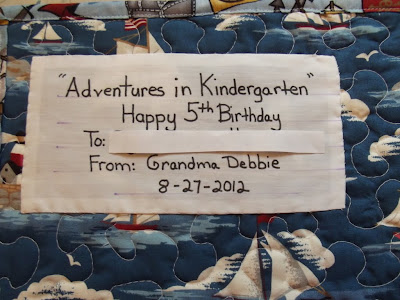 "Adventures in Kindergarten"
Happy 5th Birthday
To:
From: Grandma Debbie
8-27-2012